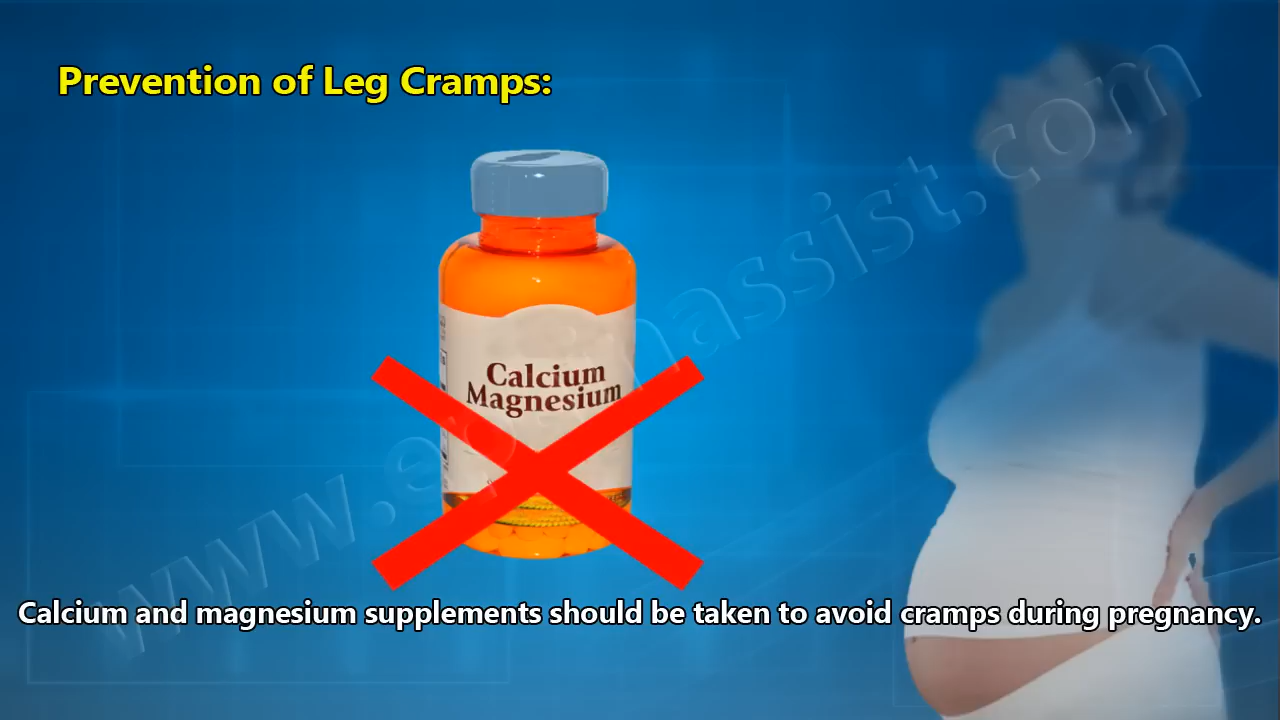 Prevention of Leg Cramps:
Calcium
Magnesium
Calcium and magnesium supplements should be taken to avoid cramps during pregnancy.